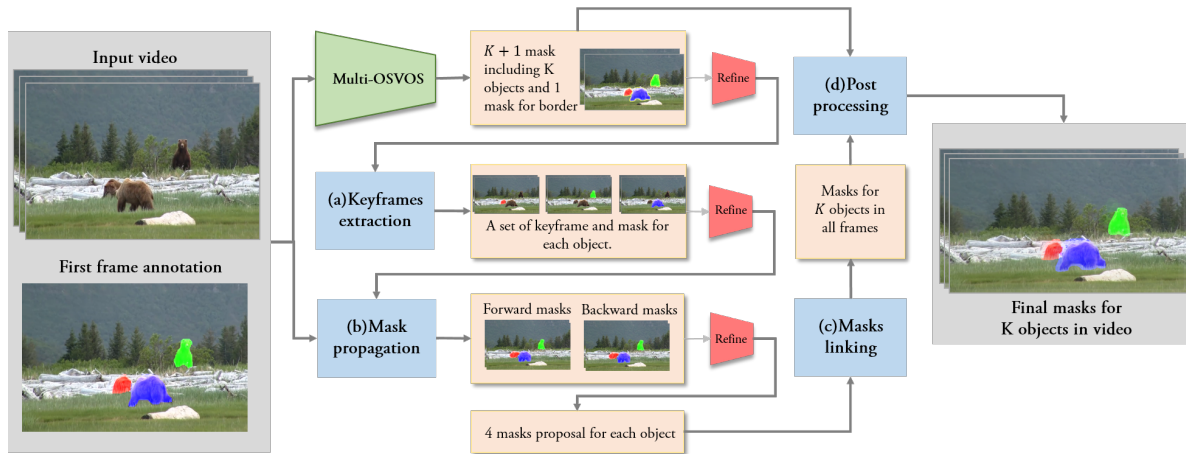 Input video
First frame annotation
Multi-OSVOS
K + 1 mask
including K
objects and 1
mask for border
Refine
(a)Keyframes
extraction
A set of keyframe and mask for
each object.
Refine
(b)Mask
propagation
Forward masks
Backward masks
Refine
4 masks proposal for each object
(c)Masks
linking
Masks for
K objects in
all frames
(d)Post
processing
Final masks for
K objects in video